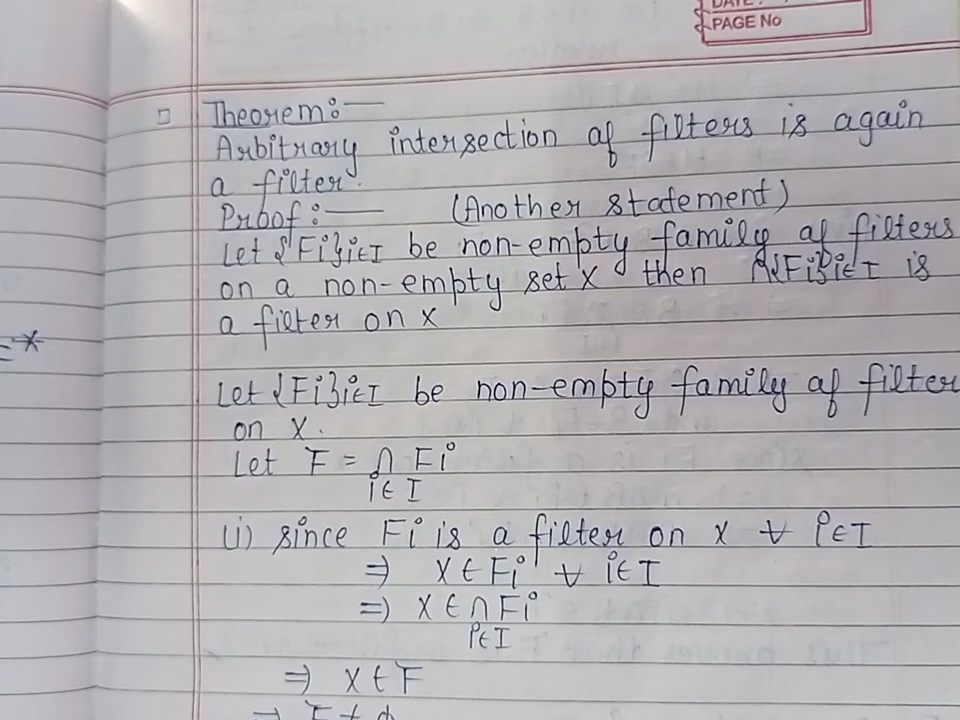 DATE:
PAGE No
Theorem:—
Arbitrary intersection of filters is again
a filter.
Proof:— (Another statement)
Let {Fi}i∈I be non-empty family of filters
on a non-empty set X then ∩{Fi}i∈I is
a filter on X
Let {Fi}i∈I be non-empty family of filter
on X.
Let F = ∩ Fi
i∈I
(i) since Fi is a filter on X ∀ i∈I
⇒ X∈Fi ∀ i∈I
⇒ X∈∩Fi
i∈I
⇒ X∈F
⇒ F≠φ